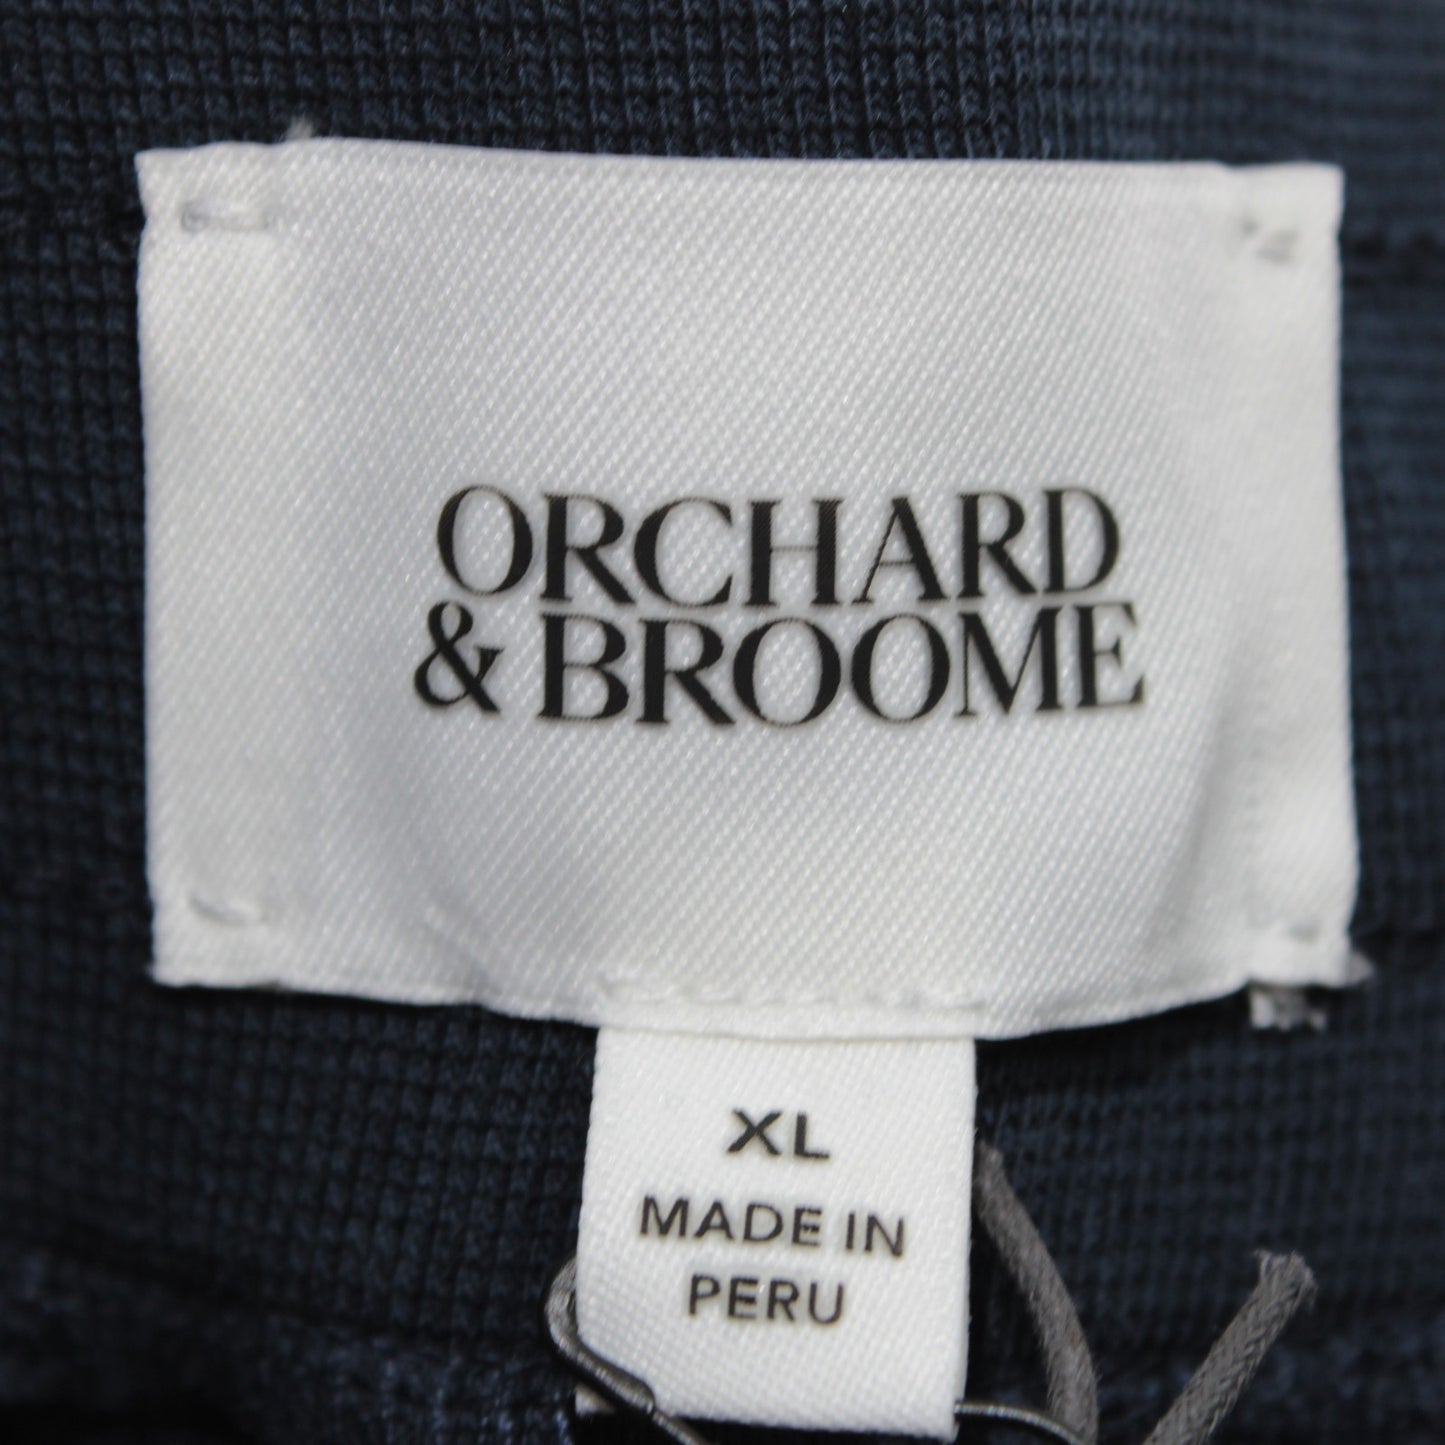 ORCHARD
& BROOME
XL
MADE IN
PERU